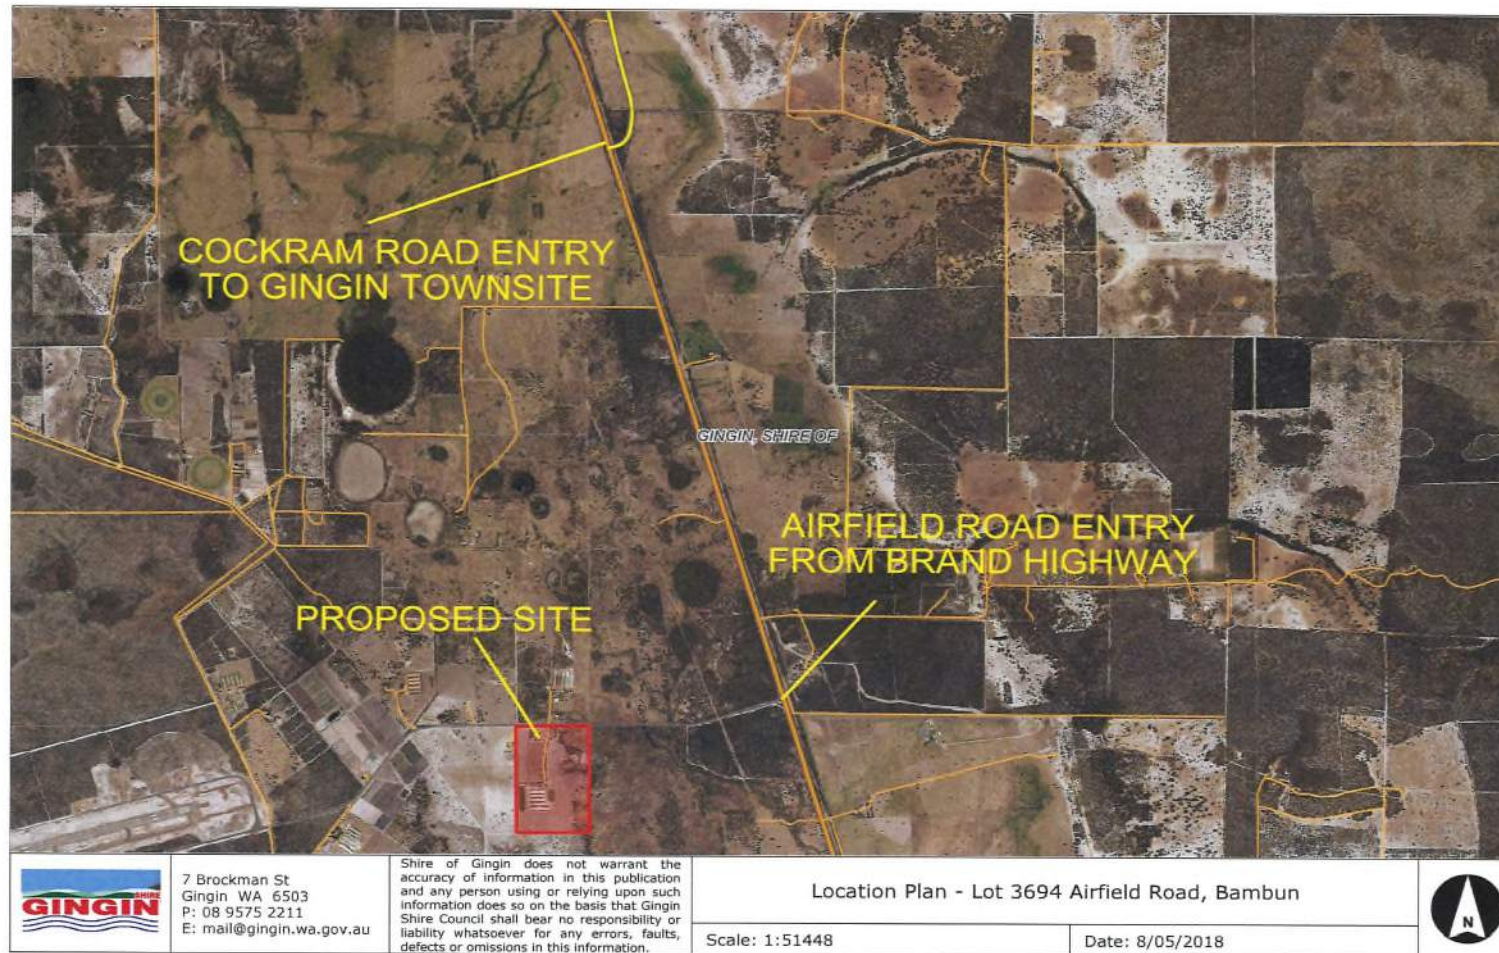 COCKRAM ROAD ENTRY
TO GINGIN TOWNSITE
GINGIN, SHIRE OF
AIRFIELD ROAD ENTRY
FROM BRAND HIGHWAY
PROPOSED SITE
SHIRE
GINGIN
7 Brockman St
Gingin WA 6503
P: 08 9575 2211
E: mail@gingin.wa.gov.au
Shire of Gingin does not warrant the
accuracy of information in this publication
and any person using or relying upon such
information does so on the basis that Gingin
Shire Council shall bear no responsibility or
liability whatsoever for any errors, faults,
defects or omissions in this information.
Location Plan - Lot 3694 Airfield Road, Bambun
Scale: 1:51448
Date: 8/05/2018
N